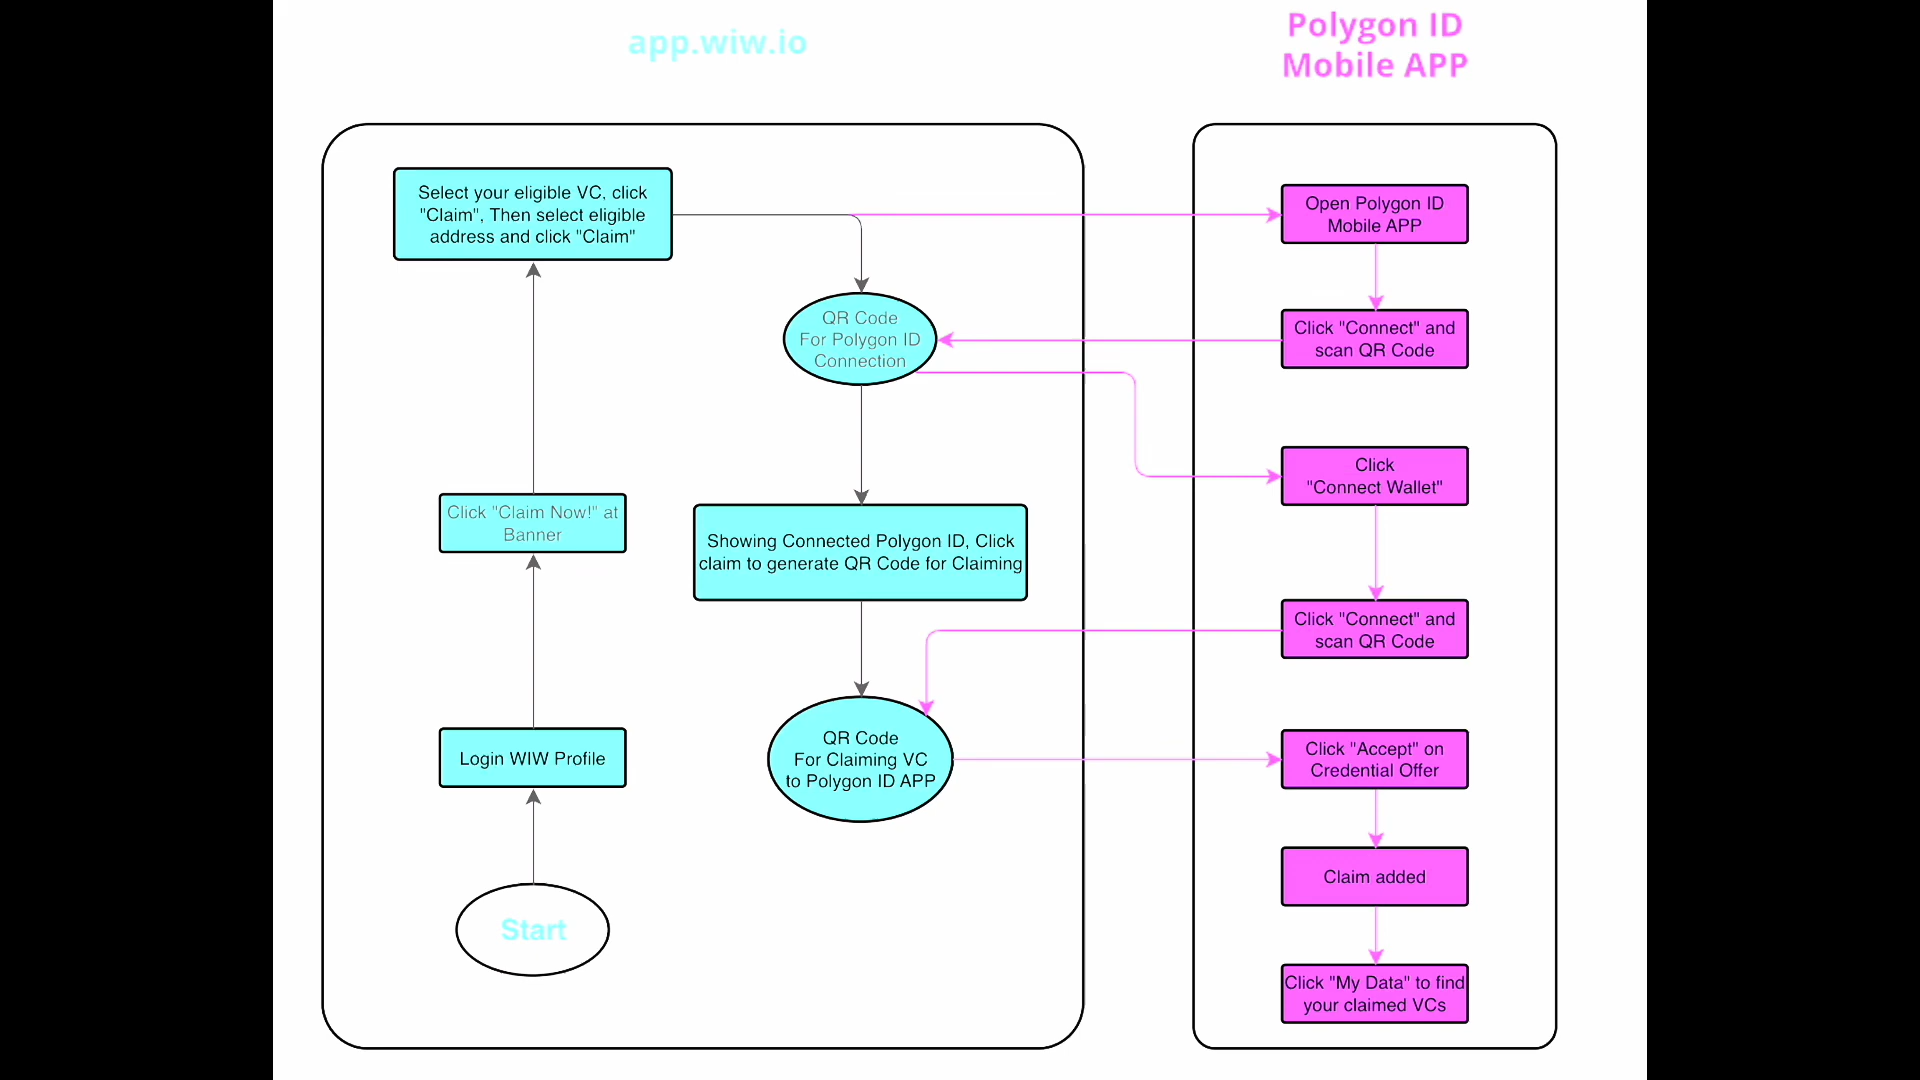 app.wiw.io
Polygon ID
Mobile APP
Select your eligible VC, click
"Claim", Then select eligible
address and click "Claim"
Click "Claim Now!" at
Banner
Login WIW Profile
Start
QR Code
For Polygon ID
Connection
Showing Connected Polygon ID, Click
claim to generate QR Code for Claiming
QR Code
For Claiming VC
to Polygon ID APP
Open Polygon ID
Mobile APP
Click "Connect" and
scan QR Code
Click
"Connect Wallet"
Click "Connect" and
scan QR Code
Click "Accept" on
Credential Offer
Claim added
Click "My Data" to find
your claimed VCs